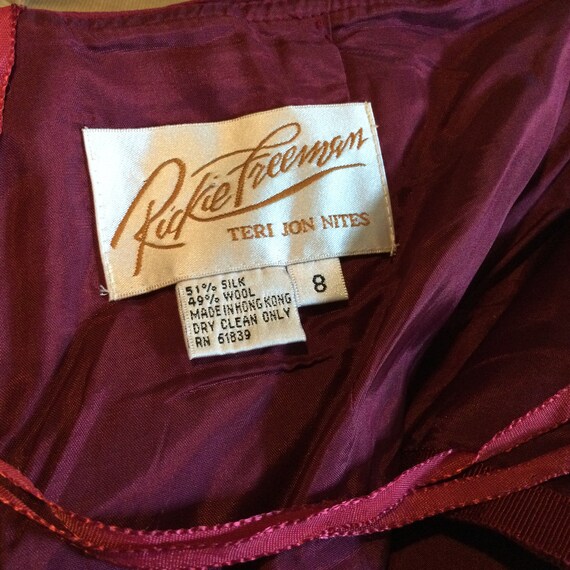 Rickie Freeman
TERI JON NITES
51% SILK
49% WOOL
MADE IN HONG KONG
DRY CLEAN ONLY
RN 61839
8